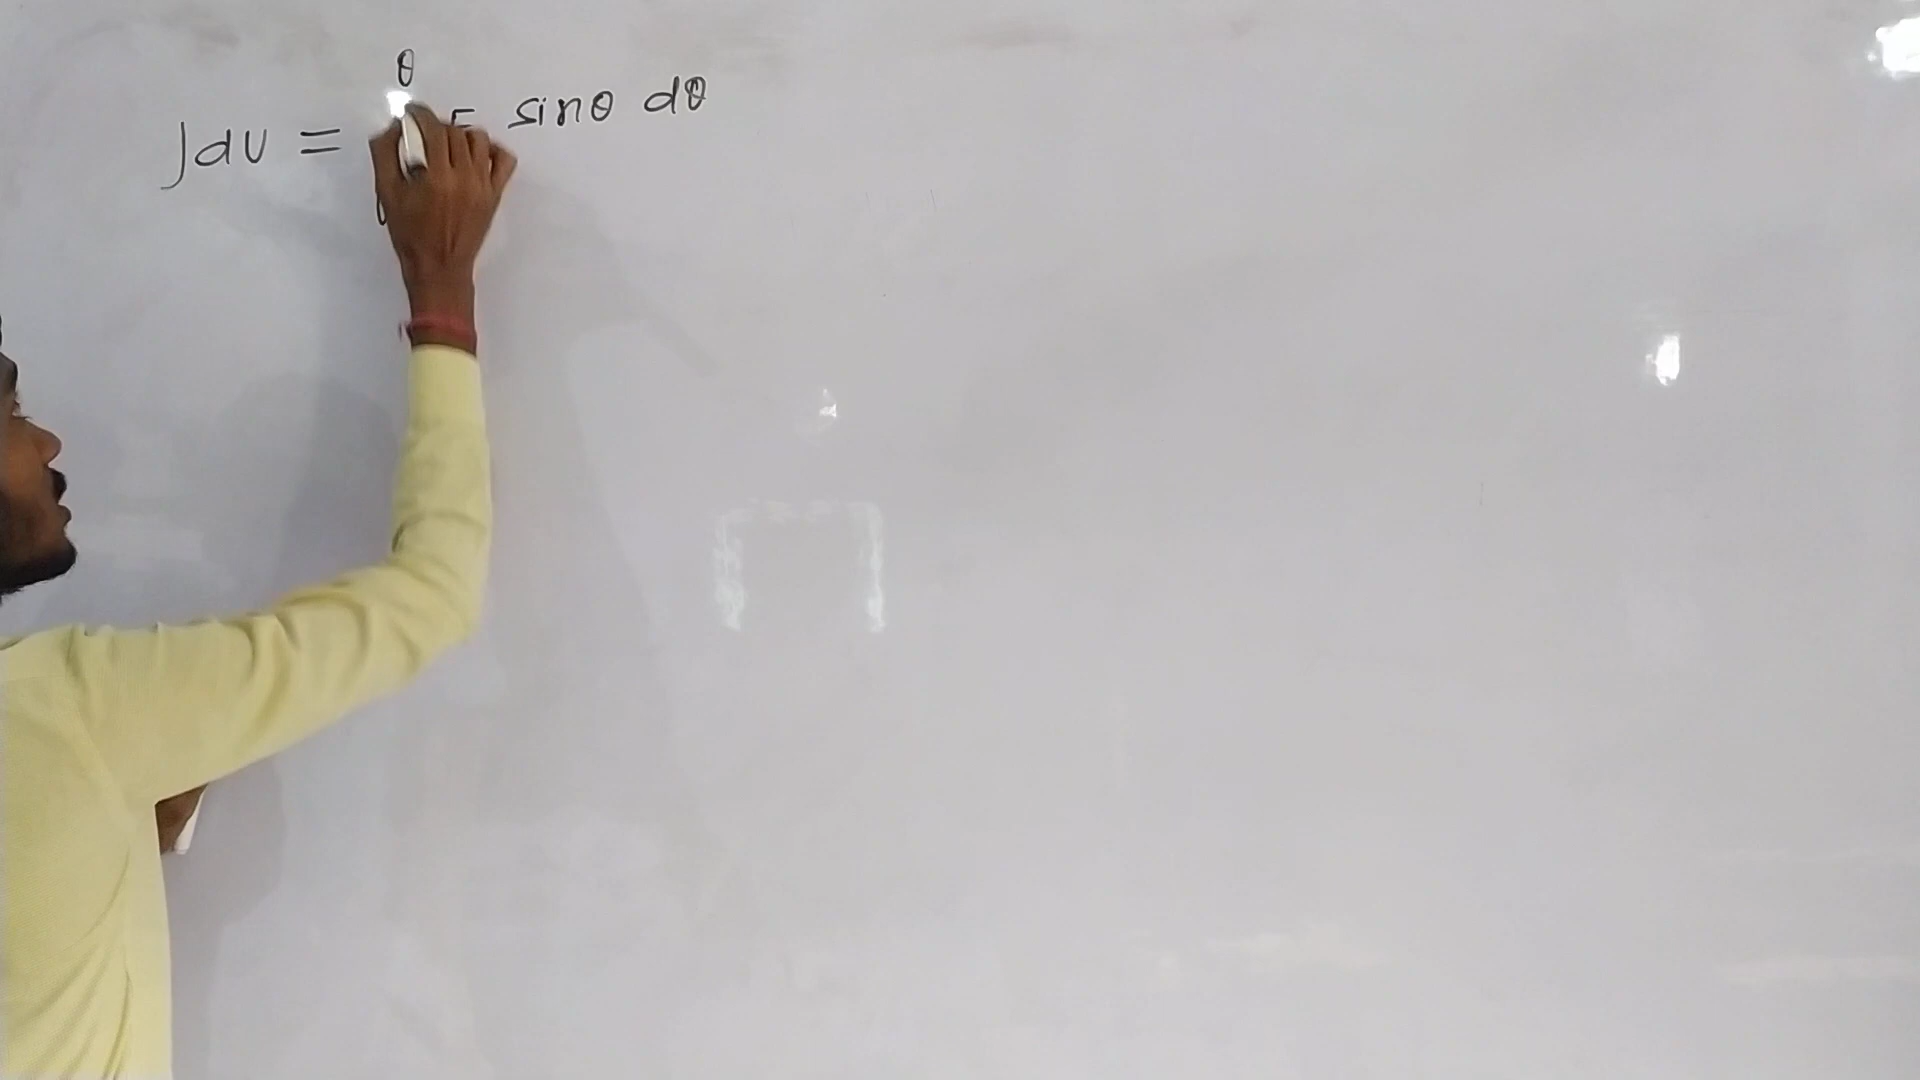 ∫dU = θ sinθ dθ